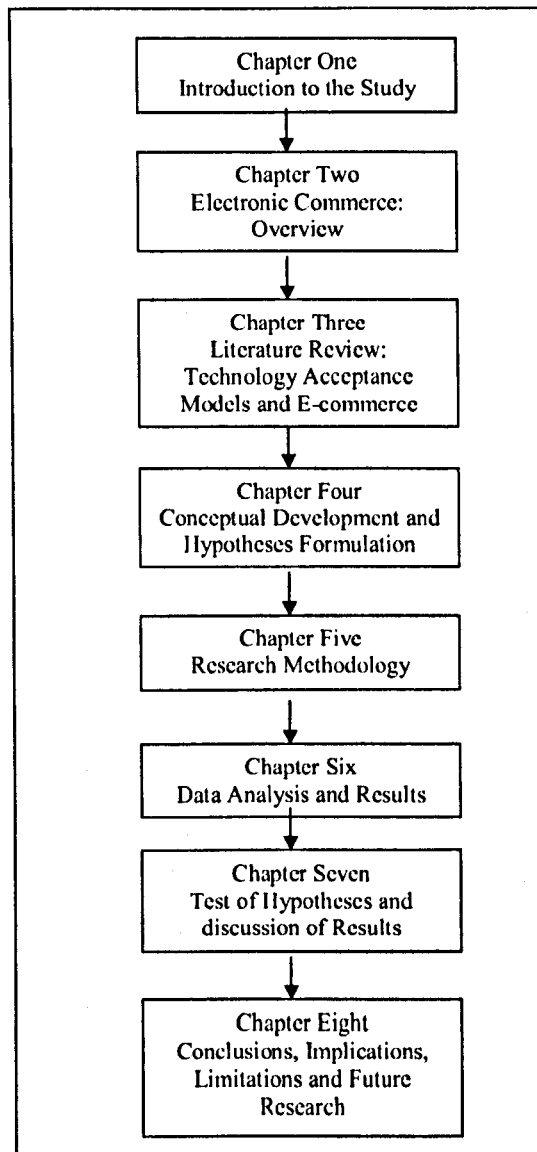 Chapter One
Introduction to the Study
Chapter Two
Electronic Commerce:
Overview
Chapter Three
Literature Review:
Technology Acceptance
Models and E-commerce
Chapter Four
Conceptual Development and
Hypotheses Formulation
Chapter Five
Research Methodology
Chapter Six
Data Analysis and Results
Chapter Seven
Test of Hypotheses and
discussion of Results
Chapter Eight
Conclusions, Implications,
Limitations and Future
Research